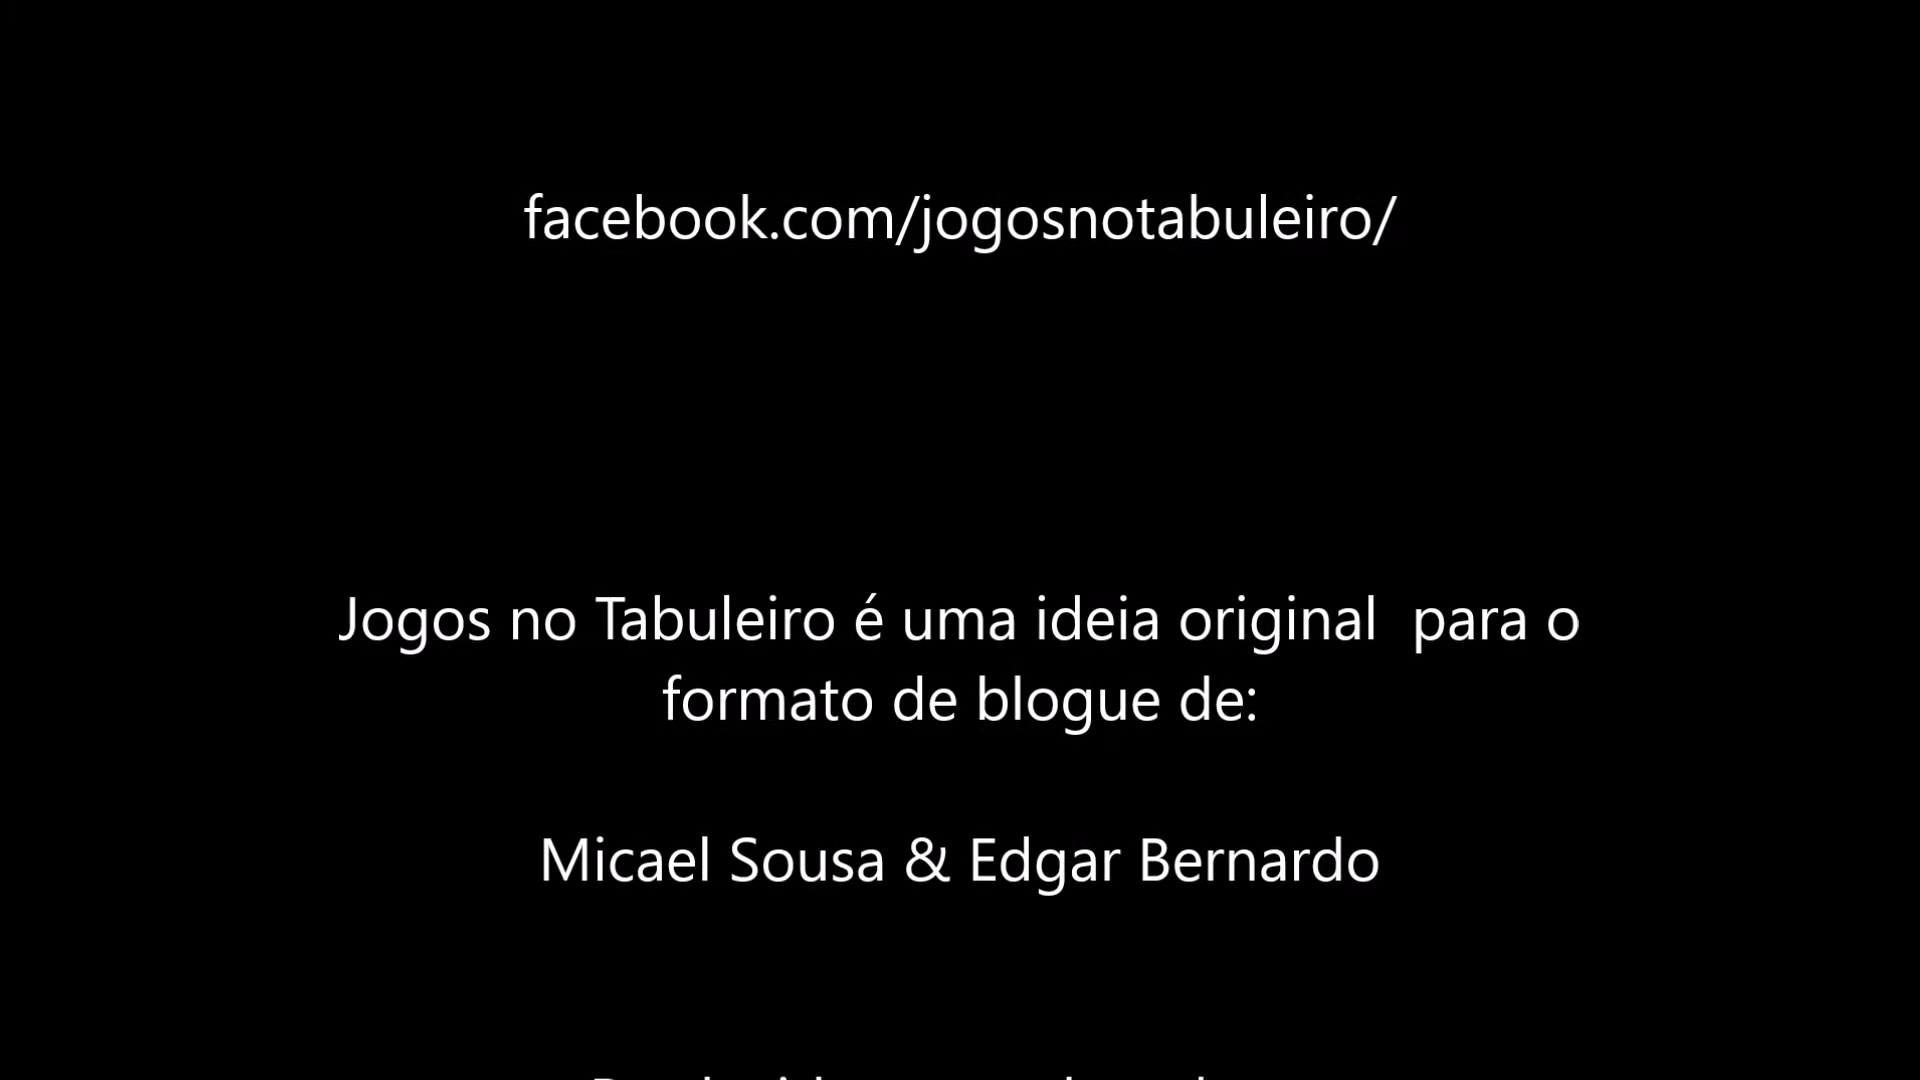 facebook.com/jogosnotabuleiro/
Jogos no Tabuleiro é uma ideia original  para o
formato de blogue de:
Micael Sousa & Edgar Bernardo